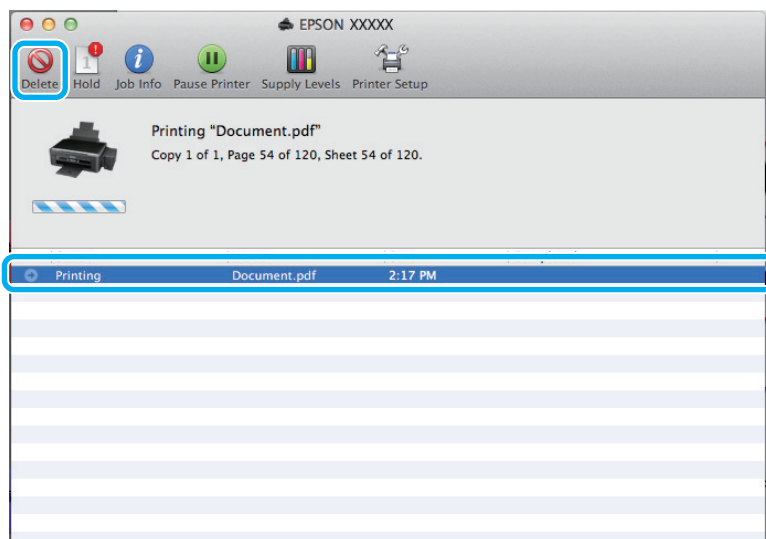 EPSON XXXXX
Delete Hold Job Info Pause Printer Supply Levels Printer Setup
Printing "Document.pdf"
Copy 1 of 1, Page 54 of 120, Sheet 54 of 120.
Printing Document.pdf 2:17 PM